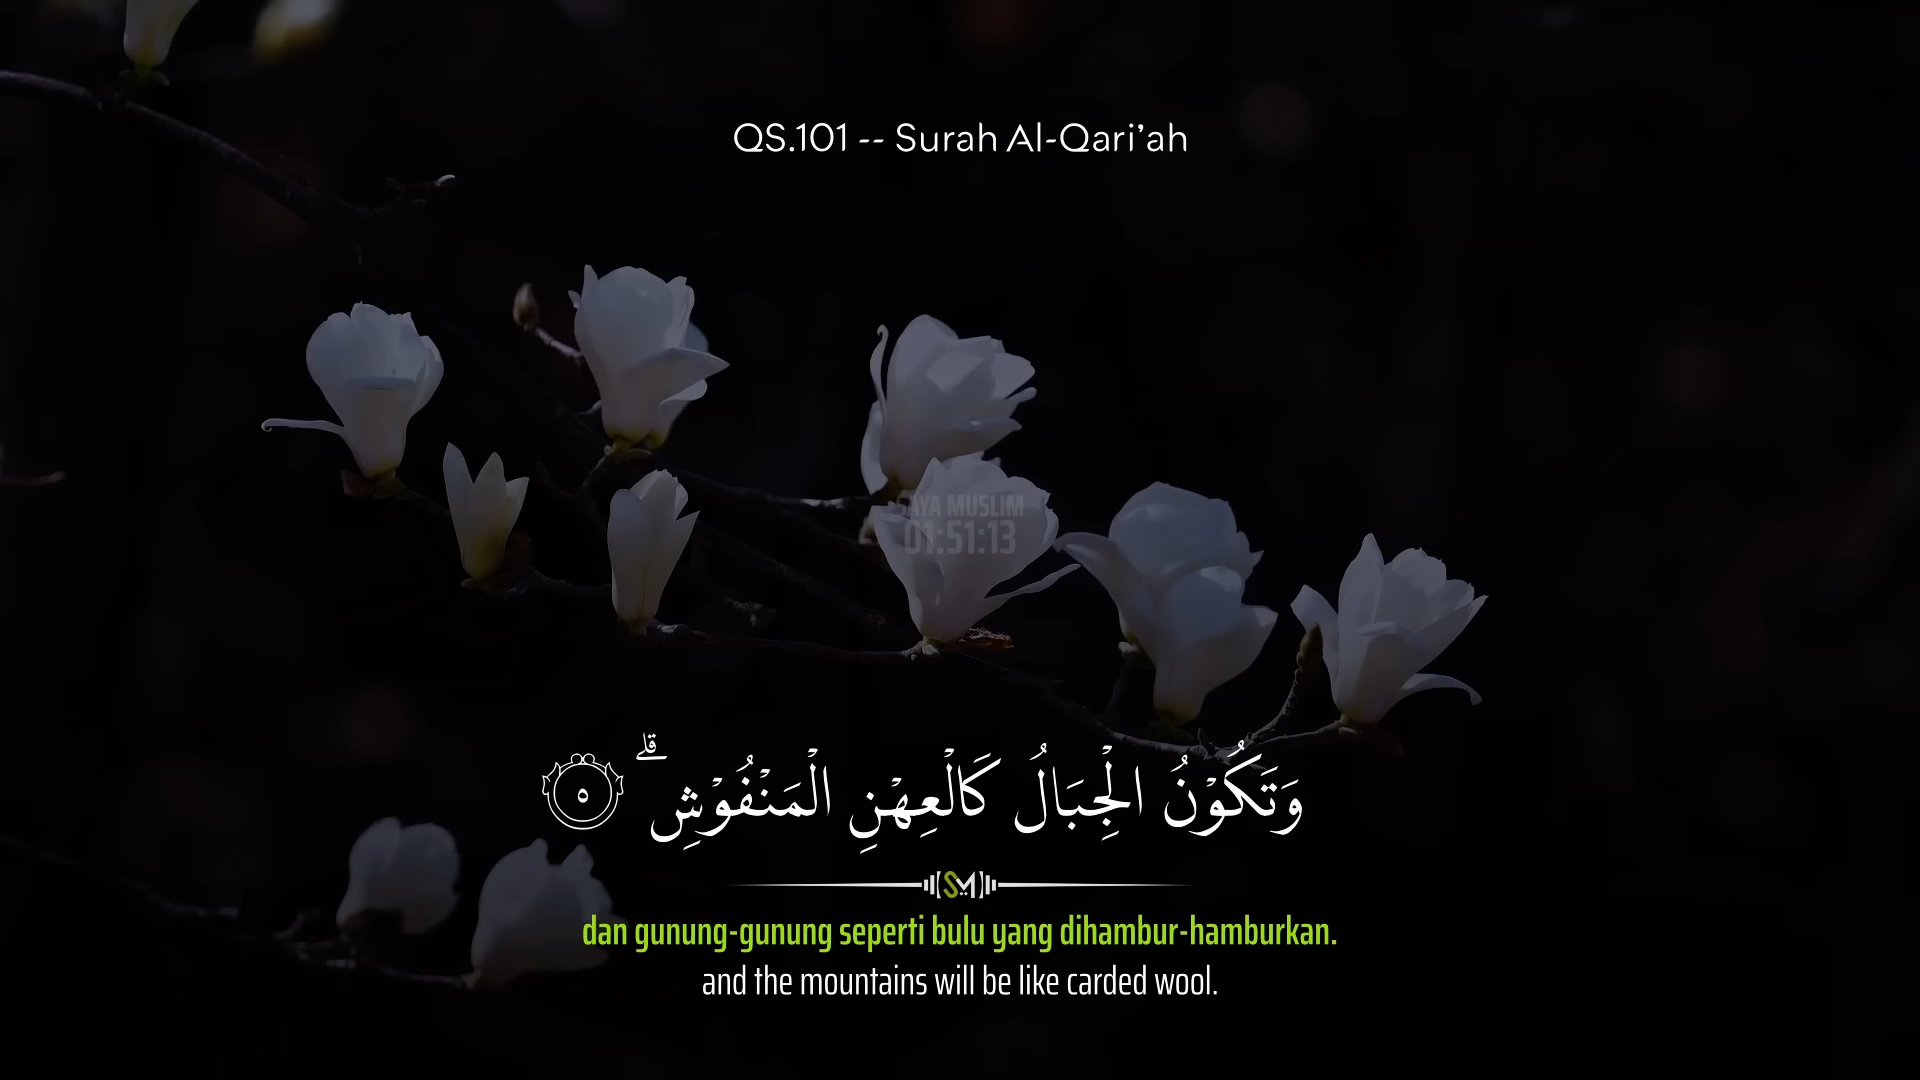 QS.101 -- Surah Al-Qari'ah
SAYA MUSLIM
01:51:13
وَتَكُوْنُ الْجِبَالُ كَالْعِهْنِ الْمَنْفُوْشِۗ ٥
SM
dan gunung-gunung seperti bulu yang dihambur-hamburkan.
and the mountains will be like carded wool.